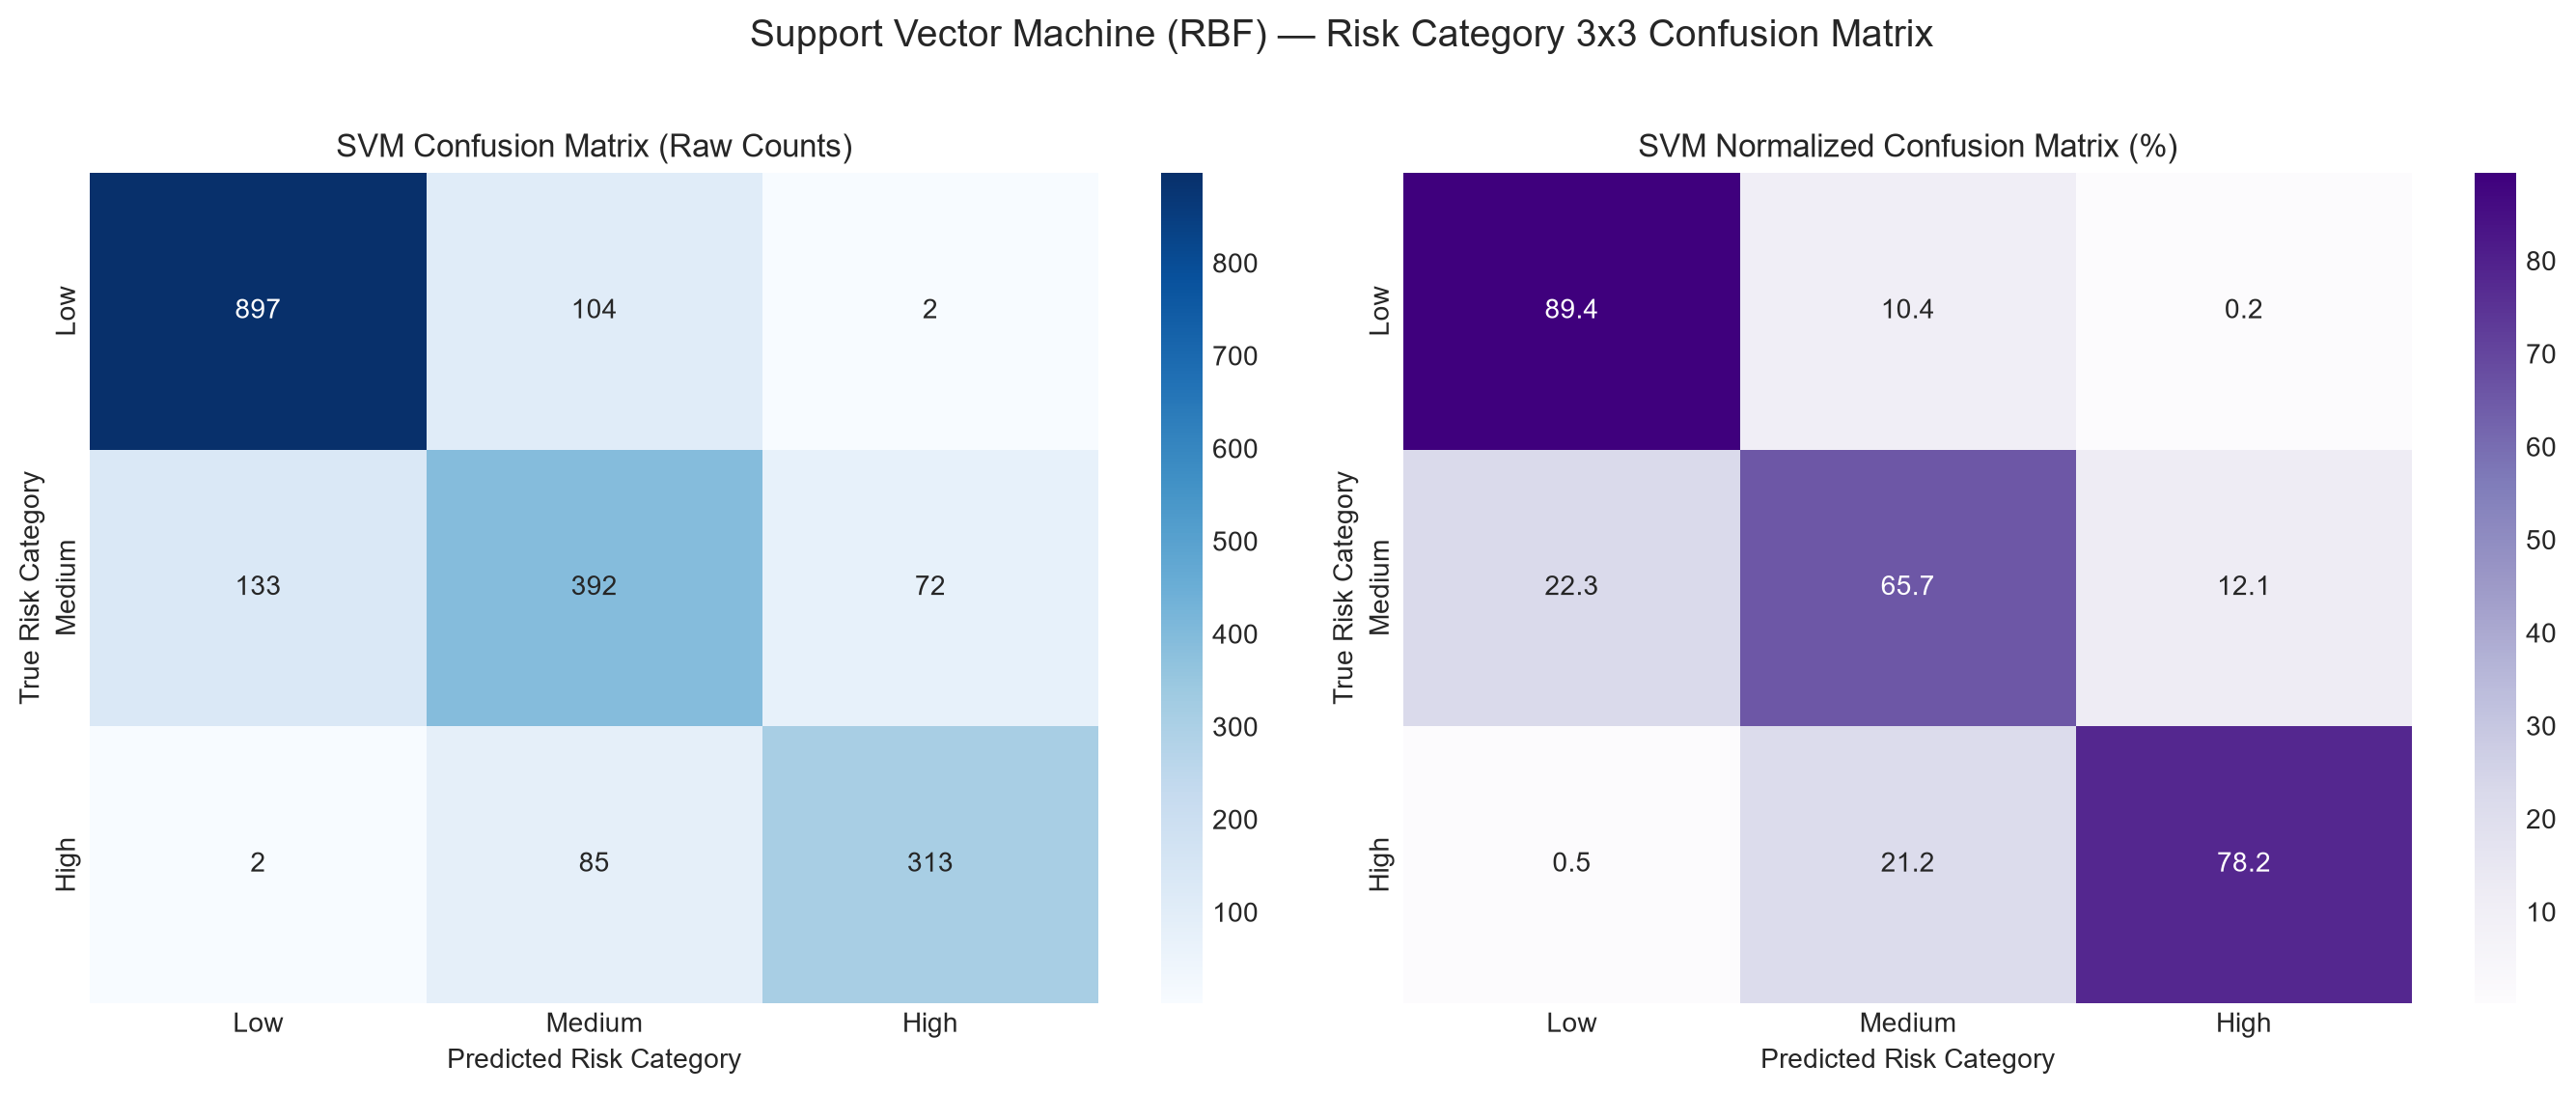 Support Vector Machine (RBF) — Risk Category 3x3 Confusion Matrix
SVM Confusion Matrix (Raw Counts)
True Risk Category
Low
Medium
High
897 104 2
133 392 72
2 85 313
Low Medium High
Predicted Risk Category
800
700
600
500
400
300
200
100
SVM Normalized Confusion Matrix (%)
True Risk Category
Low
Medium
High
89.4 10.4 0.2
22.3 65.7 12.1
0.5 21.2 78.2
Low Medium High
Predicted Risk Category
80
70
60
50
40
30
20
10